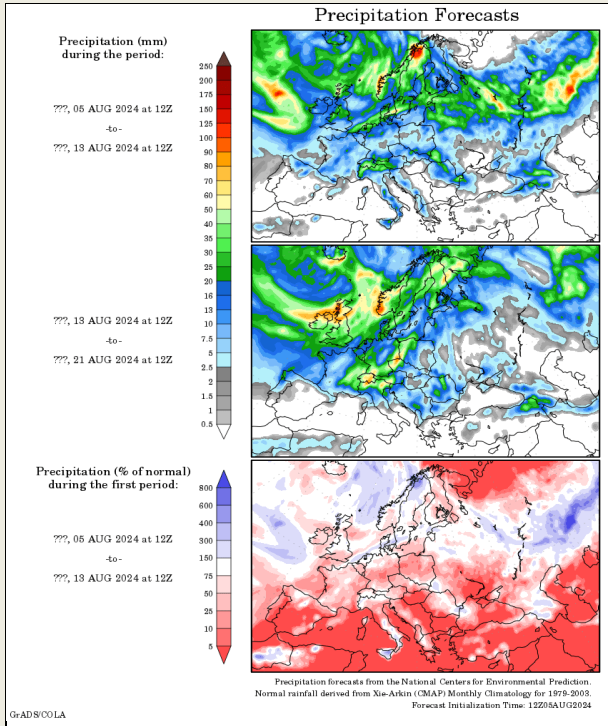 Precipitation Forecasts
Precipitation (mm)
during the period:
???, 05 AUG 2024 at 12Z
-to-
???, 13 AUG 2024 at 12Z
250
200
175
150
125
100
90
80
70
60
50
45
40
35
30
25
20
16
13
10
7.5
5
2.5
2
1.5
1
0.5
???, 13 AUG 2024 at 12Z
-to-
???, 21 AUG 2024 at 12Z
Precipitation (% of normal)
during the first period:
???, 05 AUG 2024 at 12Z
-to-
???, 13 AUG 2024 at 12Z
800
600
400
300
150
75
50
25
10
5
Precipitation forecasts from the National Centers for Environmental Prediction.
Normal rainfall derived from Xie-Arkin (CMAP) Monthly Climatology for 1979-2003.
Forecast Initialization Time: 12Z05AUG2024
GrADS/COLA